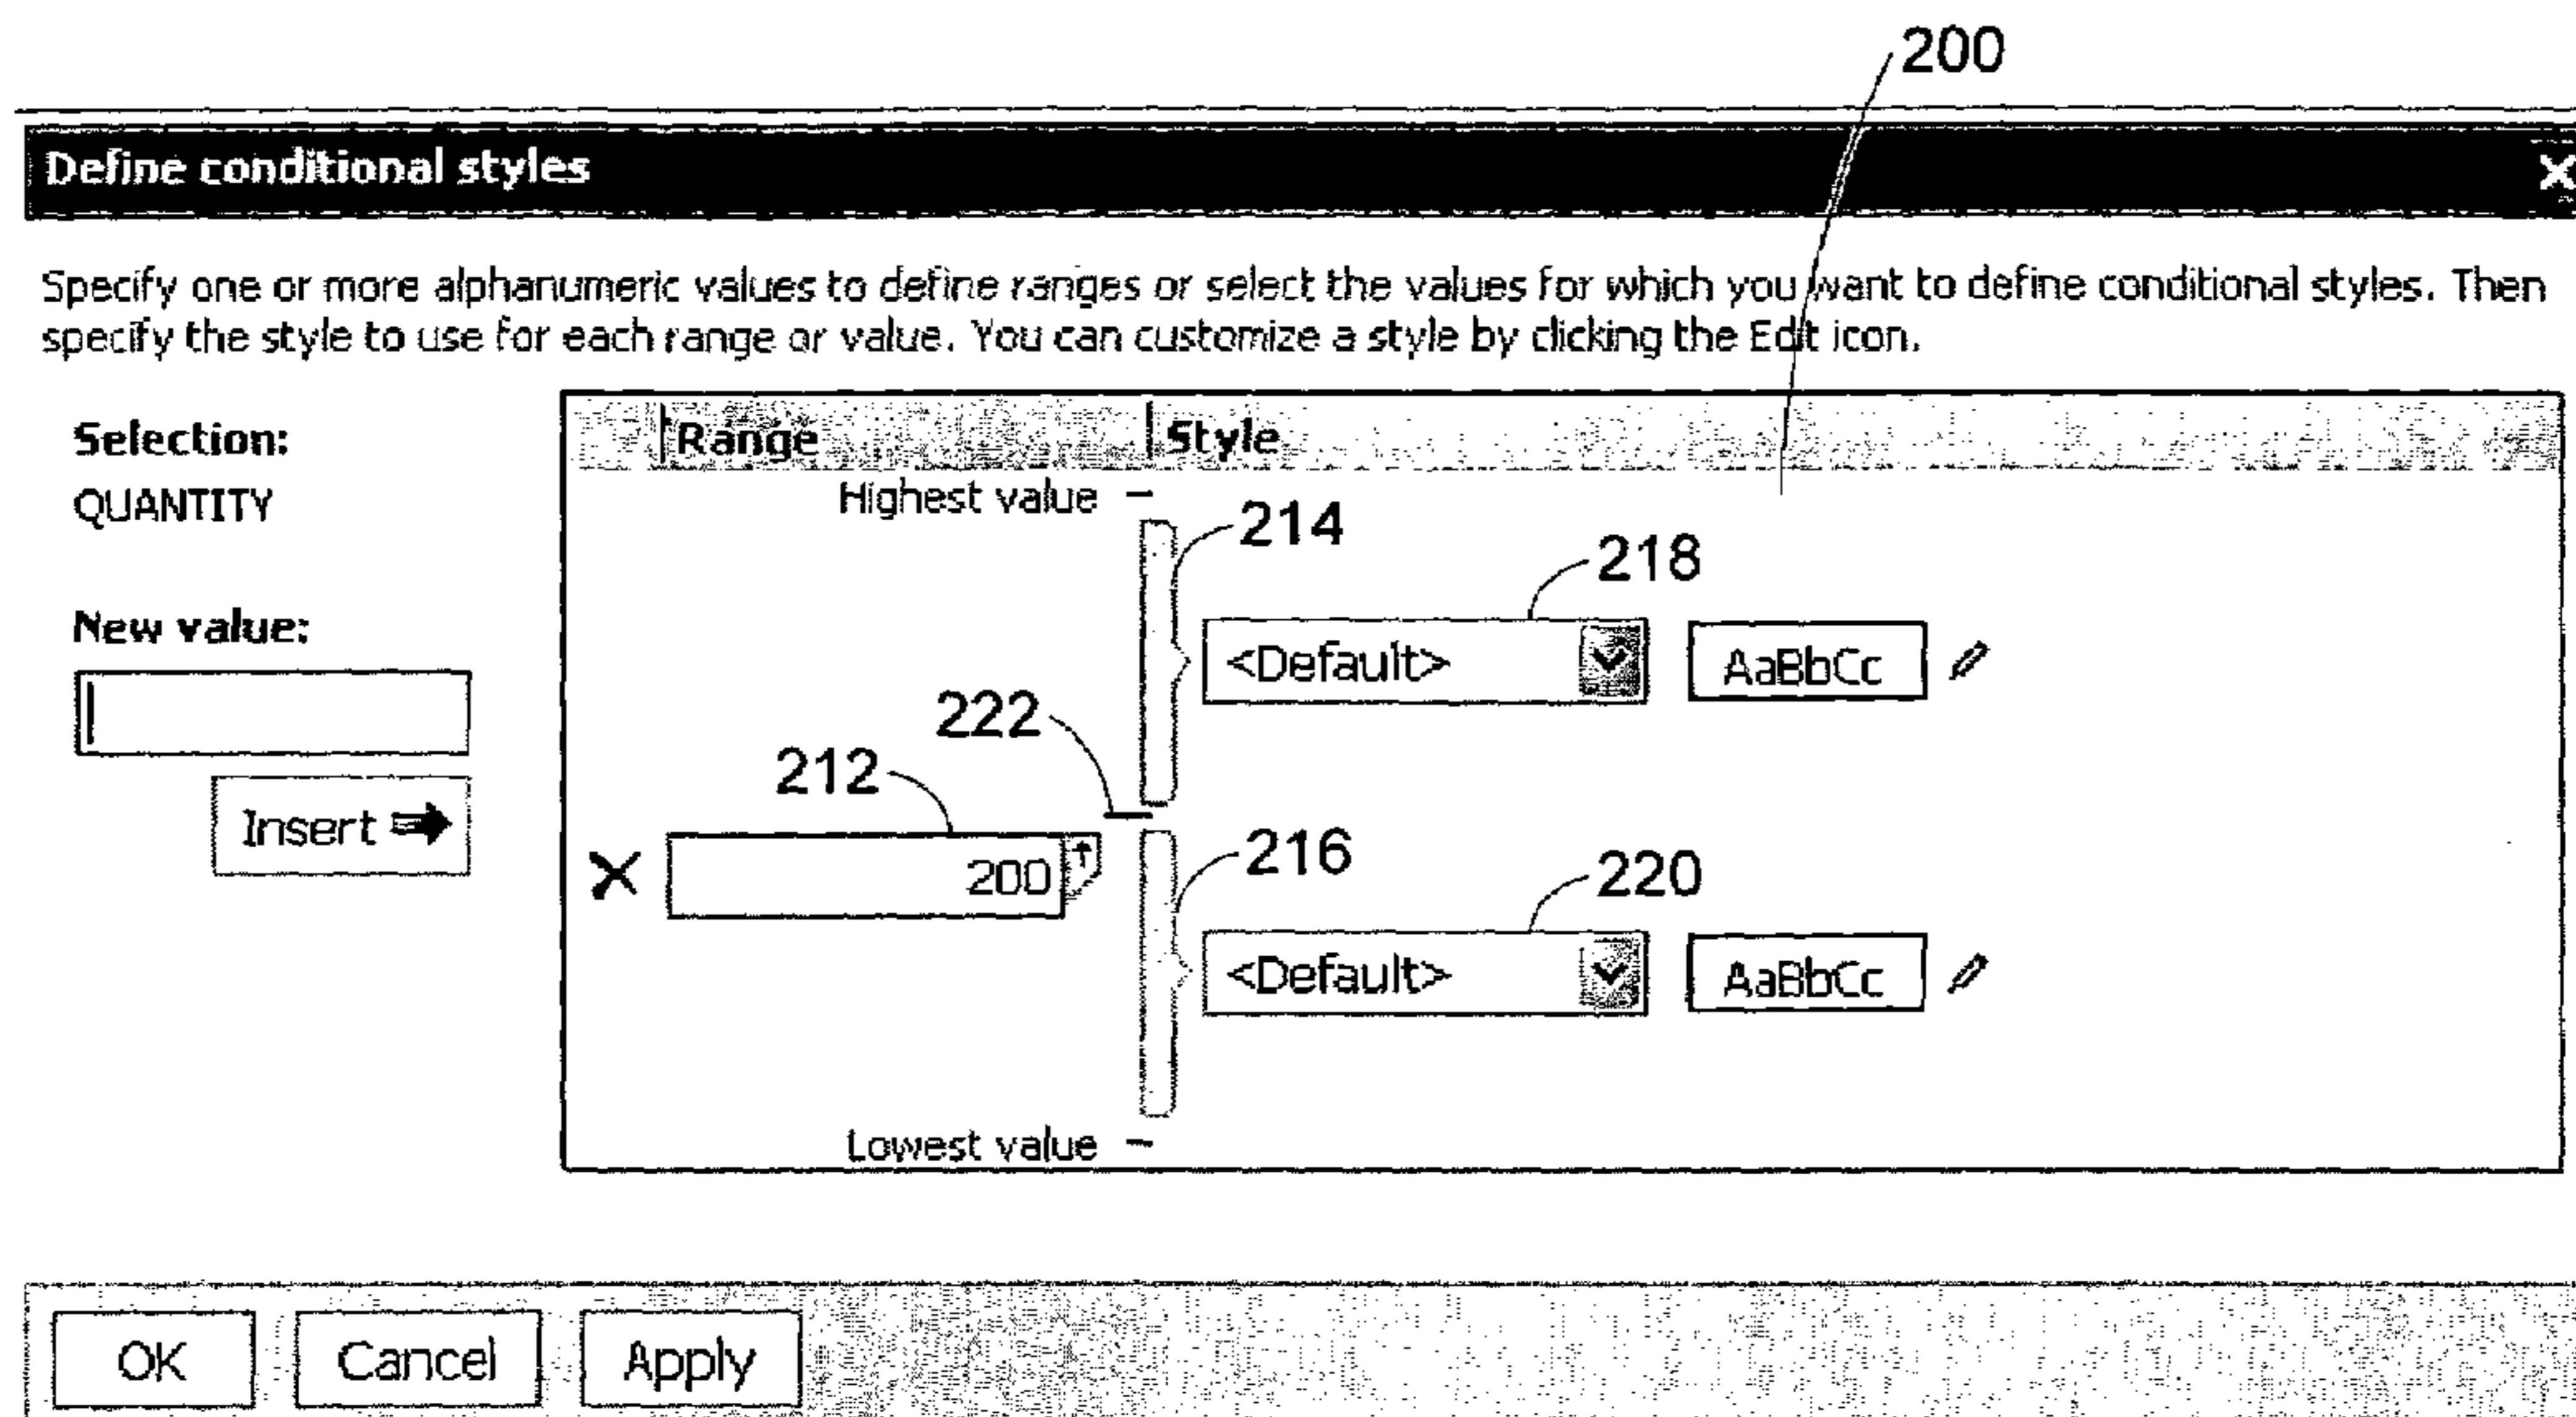 200
Define conditional styles
Specify one or more alphanumeric values to define ranges or select the values for which you want to define conditional styles. Then
specify the style to use for each range or value. You can customize a style by clicking the Edit icon.
Selection:
QUANTITY
New value:
Insert
Range
Style
Highest value
214
218
<Default>
AaBbCc
222
212
200
216
220
<Default>
AaBbCc
Lowest value
OK
Cancel
Apply